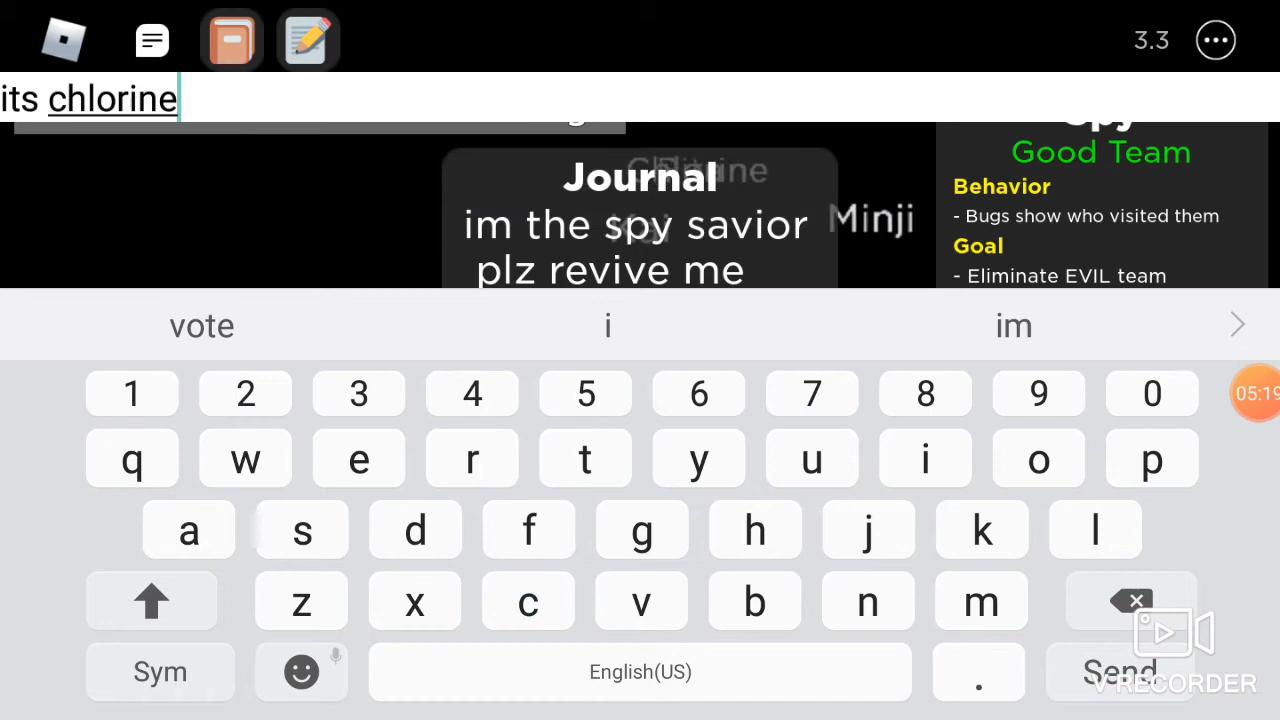 3.3
its chlorine
Spy
Good Team
Behavior
- Bugs show who visited them
Goal
- Eliminate EVIL team
Journal
im the spy savior
plz revive me
Minji
vote i im
1 2 3 4 5 6 7 8 9 0
05:19
q w e r t y u i o p
a s d f g h j k l
z x c v b n m
Sym English(US) . Send
V RECORDER